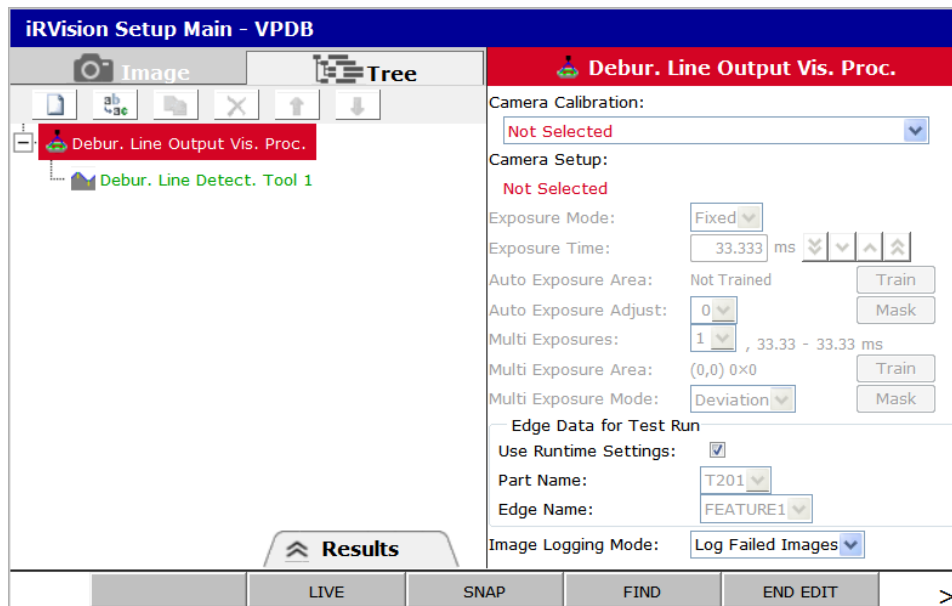 iRVision Setup Main - VPDB
Image
Tree
ab
ac
Debur. Line Output Vis. Proc.
Debur. Line Detect. Tool 1
Results
Debur. Line Output Vis. Proc.
Camera Calibration:
Not Selected
Camera Setup:
Not Selected
Exposure Mode: Fixed
Exposure Time: 33.333 ms
Auto Exposure Area: Not Trained Train
Auto Exposure Adjust: 0 Mask
Multi Exposures: 1 , 33.33 - 33.33 ms
Multi Exposure Area: (0,0) 0×0 Train
Multi Exposure Mode: Deviation Mask
Edge Data for Test Run
Use Runtime Settings:
Part Name: T201
Edge Name: FEATURE1
Image Logging Mode: Log Failed Images
LIVE SNAP FIND END EDIT >